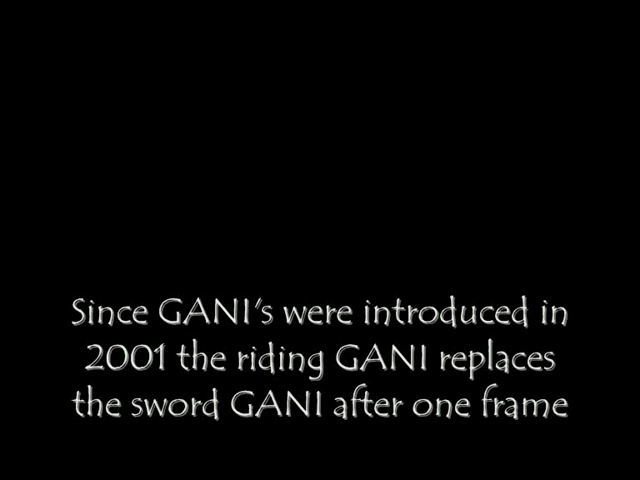 Since GANI's were introduced in
2001 the riding GANI replaces
the sword GANI after one frame